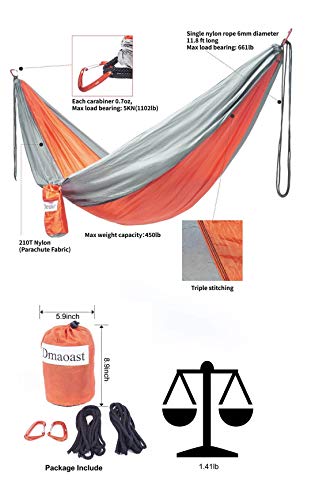 Single nylon rope 6mm diameter
11.8 ft long
Max load bearing: 661lb
Each carabiner 0.7oz,
Max load bearing: 5KN(1102lb)
210T Nylon
(Parachute Fabric)
Max weight capacity:450lb
Triple stitching
5.9inch
8.9inch
Dmaoast
Package Include
1.41lb